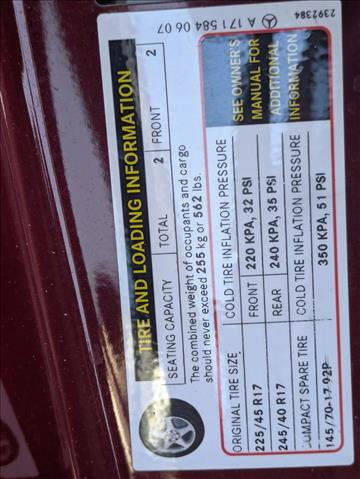 TIRE AND LOADING INFORMATION
SEATING CAPACITY TOTAL 2 FRONT 2
The combined weight of occupants and cargo
should never exceed 255 kg or 562 lbs.
ORIGINAL TIRE SIZE COLD TIRE INFLATION PRESSURE
225/45 R17 FRONT 220 KPA, 32 PSI
245/40 R17 REAR 240 KPA, 35 PSI
COMPACT SPARE TIRE COLD TIRE INFLATION PRESSURE
145/70-17 92P 350 KPA, 51 PSI
SEE OWNER'S
MANUAL FOR
ADDITIONAL
INFORMATION
A 171 584 06 07
2392384